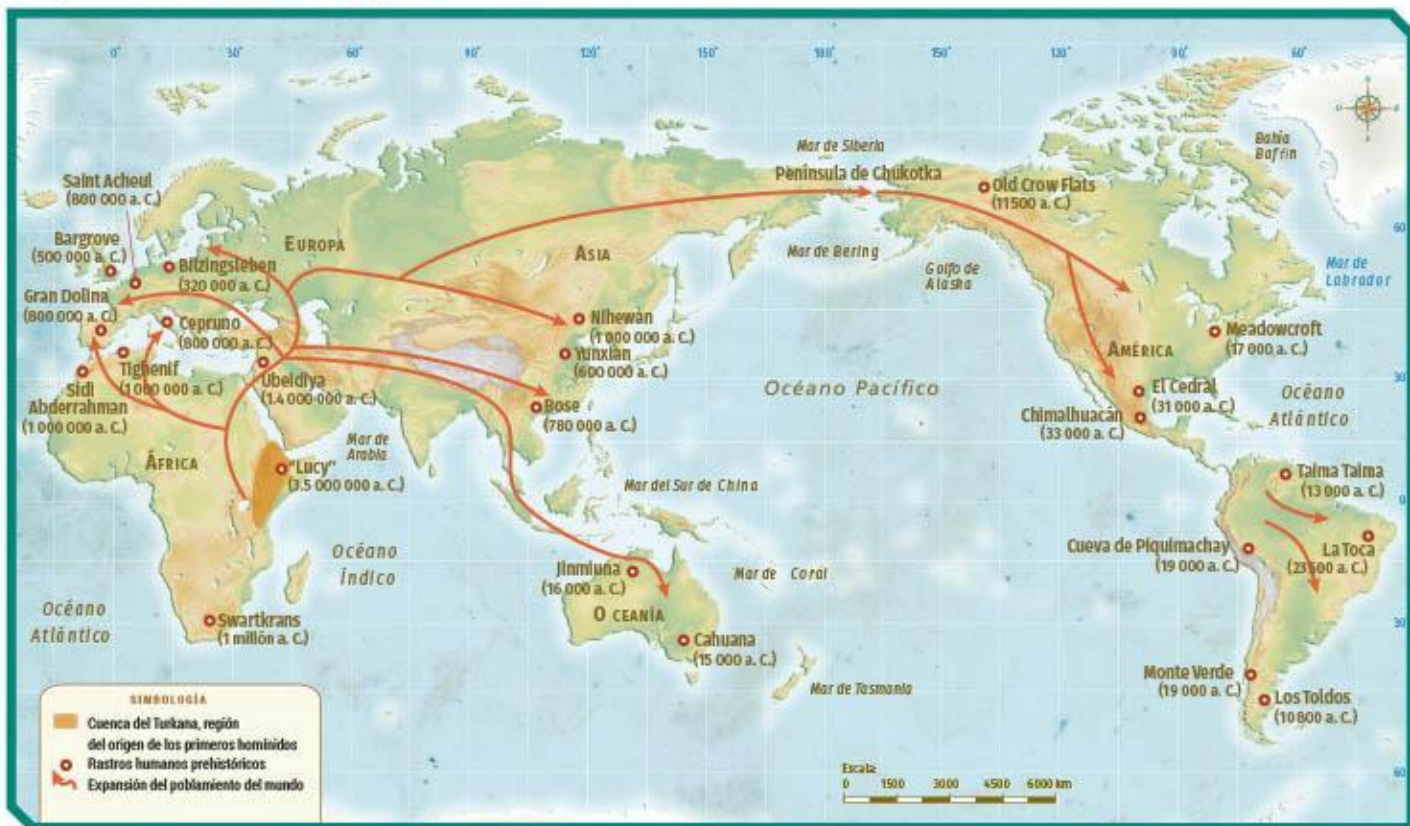 0°
30°
60°
90°
120°
150°
180°
150°
120°
90°
60°
Mar de Siberia
Península de Chukotka
Bahía
Baffin
Saint Acheul
(800 000 a. C.)
Old Crow Flats
(11500 a. C.)
60
Bargrove
(500 000 a. C.)
EUROPA
ASIA
Mar de Bering
Golfo de
Alaska
Mar de
Labrador
Bilzingsleben
(320 000 a. C.)
Gran Dolina
(800 000 a. C.)
Cepruno
(800 000 a. C.)
Nihewan
(1 000 000 a. C.)
Meadowcroft
(17 000 a. C.)
Yunxian
(600 000 a. C.)
AMÉRICA
Tighenif
(1 000 000 a. C.)
Ubeidiya
(1.4 000 000 a. C.)
Océano Pacífico
El Cedral
(31 000 a. C.)
30
Océano
Atlántico
Sidi
Abderrahman
(1 000 000 a. C.)
Bose
(780 000 a. C.)
Chimalhuacán
(33 000 a. C.)
Mar de
Arabia
ÁFRICA
"Lucy"
(3.5 000 000 a. C.)
Mar del Sur de China
Taima Taima
(13 000 a. C.)
0
Océano
Índico
Cueva de Piquimachay
(19 000 a. C.)
La Toca
(23 500 a. C.)
Jinmiuna
(16 000 a. C.)
Mar de Coral
Océano
Atlántico
Swartkrans
(1 millón a. C.)
OCEANÍA
30
Cahuana
(15 000 a. C.)
Mar de Tasmania
Monte Verde
(19 000 a. C.)
Los Toldos
(10 800 a. C.)
SIMBOLOGÍA
Cuenca del Turkana, región
del origen de los primeros homínidos
Rastros humanos prehistóricos
Expansión del poblamiento del mundo
Escala
0 1500 3000 4500 6000 km
60